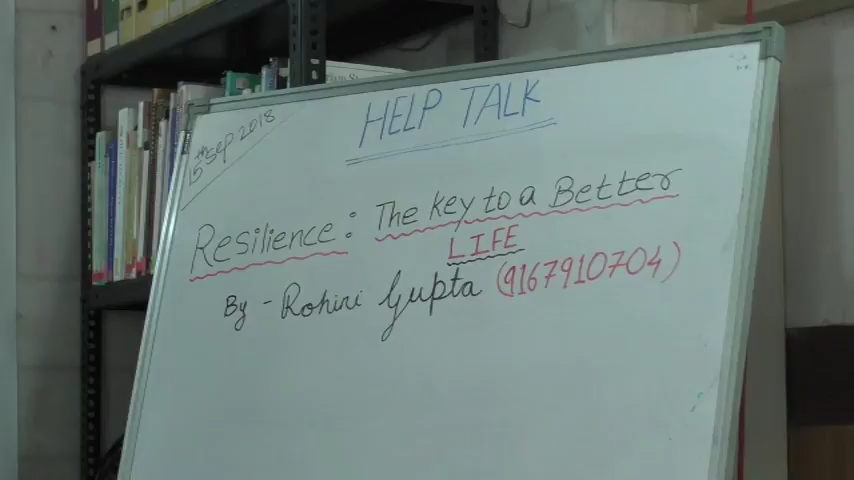 15th Sep 2018
HELP TALK
Resilience: The key to a Better
LIFE
By - Rohini Gupta (9167910704)